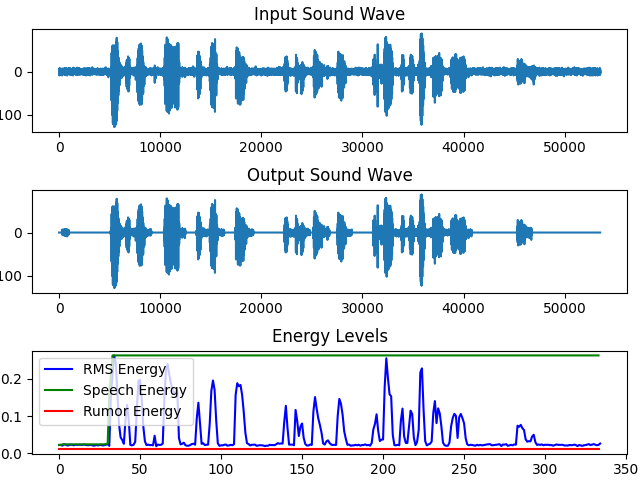 Input Sound Wave
0
100
0 10000 20000 30000 40000 50000
Output Sound Wave
0
100
0 10000 20000 30000 40000 50000
Energy Levels
RMS Energy
Speech Energy
Rumor Energy
0.2
0.1
0.0
0 50 100 150 200 250 300 350